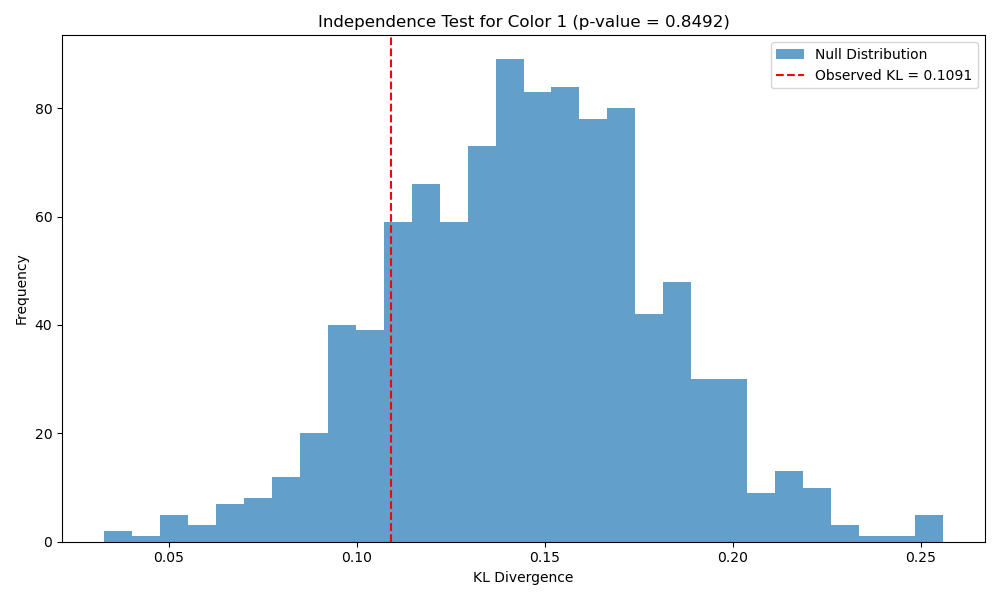 Independence Test for Color 1 (p-value = 0.8492)
Null Distribution
Observed KL = 0.1091
Frequency
80
60
40
20
0
0.05 0.10 0.15 0.20 0.25
KL Divergence